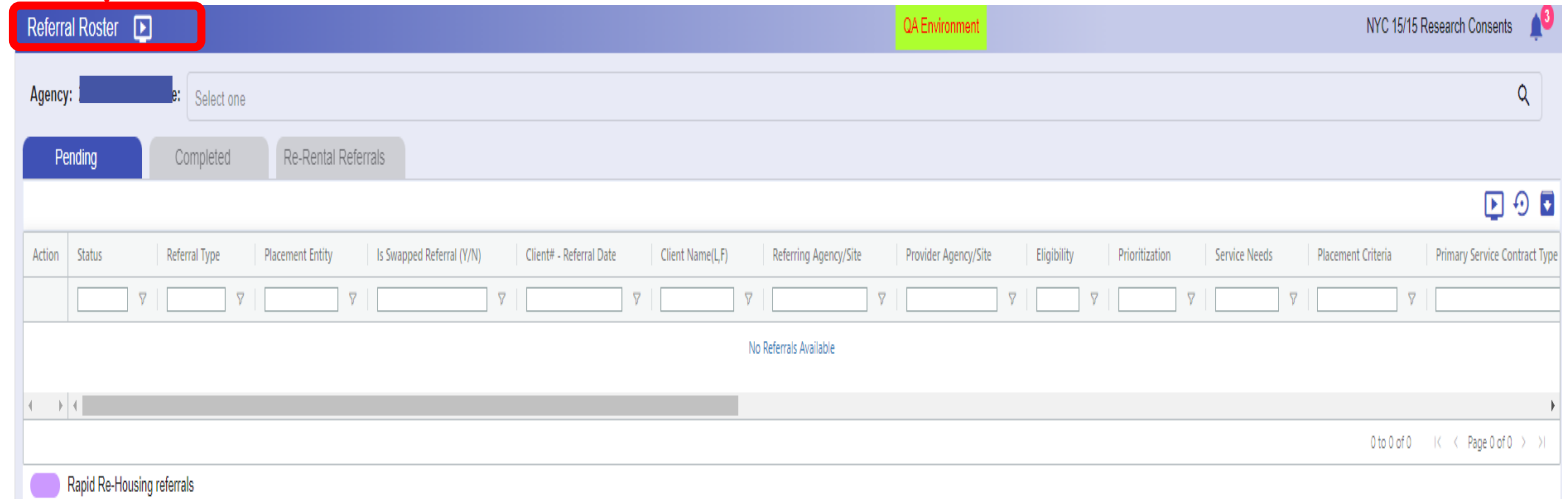 Referral Roster
QA Environment
NYC 15/15 Research Consents
3
Agency: e: Select one
Pending Completed Re-Rental Referrals
Action Status Referral Type Placement Entity Is Swapped Referral (Y/N) Client# - Referral Date Client Name(L,F) Referring Agency/Site Provider Agency/Site Eligibility Prioritization Service Needs Placement Criteria Primary Service Contract Type
No Referrals Available
0 to 0 of 0 Page 0 of 0
Rapid Re-Housing referrals